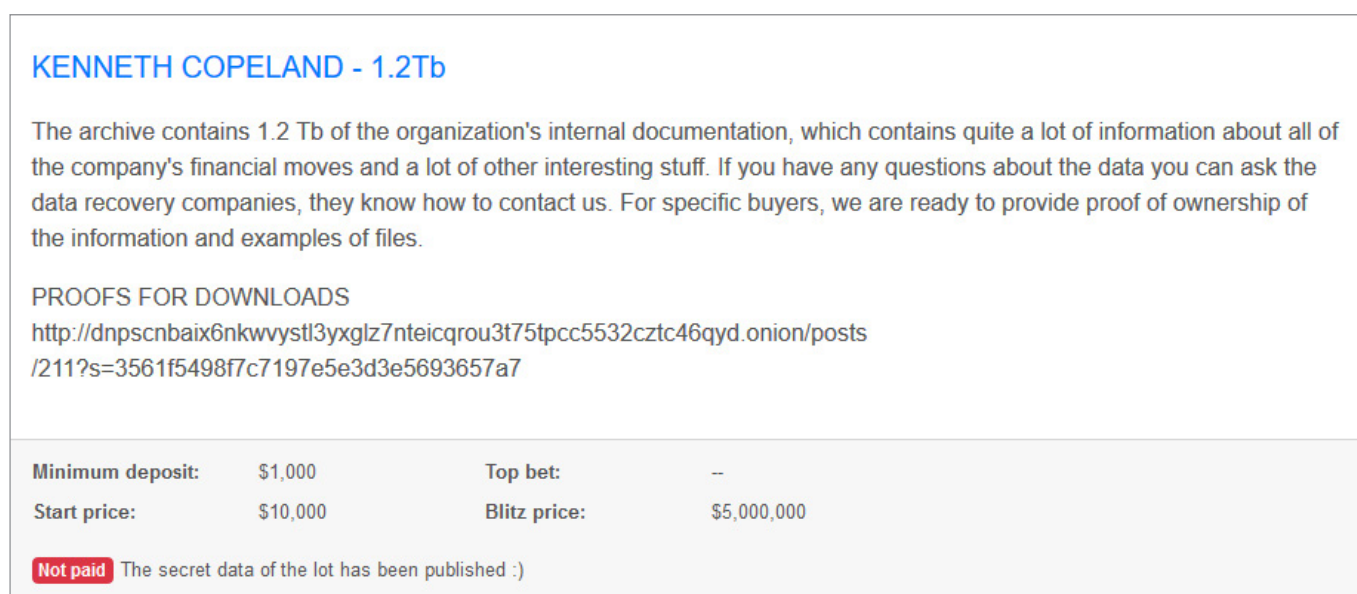 KENNETH COPELAND - 1.2Tb
The archive contains 1.2 Tb of the organization's internal documentation, which contains quite a lot of information about all of
the company's financial moves and a lot of other interesting stuff. If you have any questions about the data you can ask the
data recovery companies, they know how to contact us. For specific buyers, we are ready to provide proof of ownership of
the information and examples of files.
PROOFS FOR DOWNLOADS
http://dnpscnbaix6nkwvystl3yxglz7nteicqrou3t75tpcc5532cztc46qyd.onion/posts
/211?s=3561f5498f7c7197e5e3d3e5693657a7
Minimum deposit: $1,000 Top bet: --
Start price: $10,000 Blitz price: $5,000,000
Not paid The secret data of the lot has been published :)